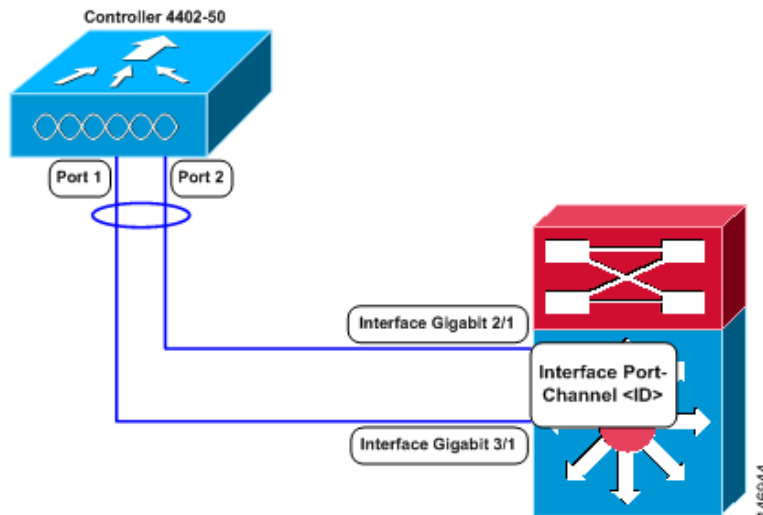 Controller 4402-50
Port 1
Port 2
Interface Gigabit 2/1
Interface Port-
Channel <ID>
Interface Gigabit 3/1
146944